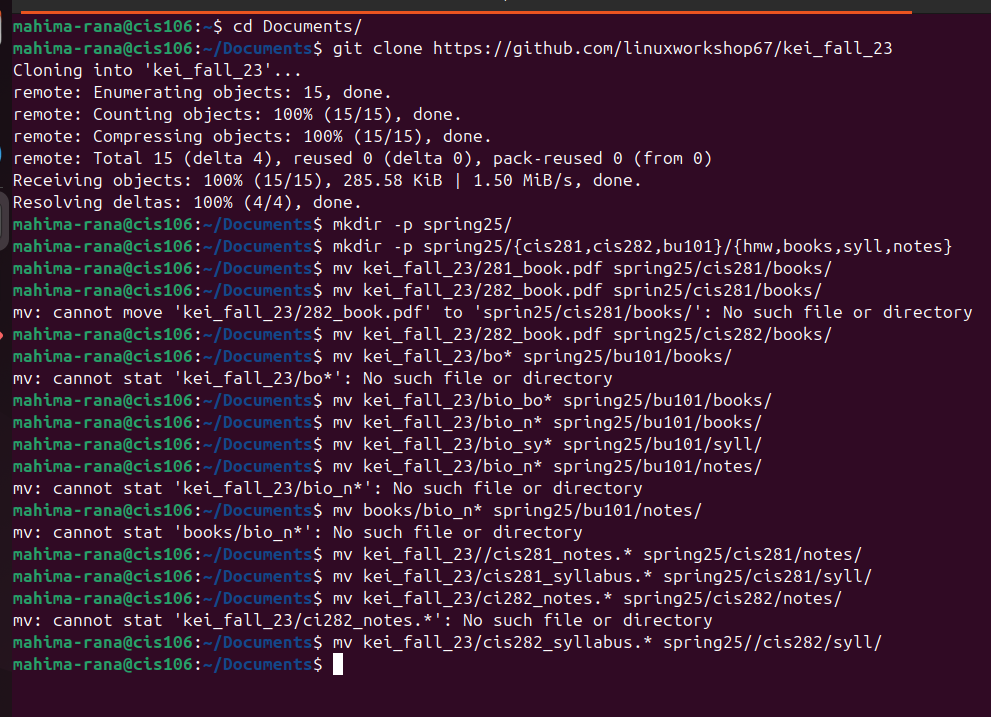 mahima-rana@cis106:~$ cd Documents/
mahima-rana@cis106:~/Documents$ git clone https://github.com/linuxworkshop67/kei_fall_23
Cloning into 'kei_fall_23'...
remote: Enumerating objects: 15, done.
remote: Counting objects: 100% (15/15), done.
remote: Compressing objects: 100% (15/15), done.
remote: Total 15 (delta 4), reused 0 (delta 0), pack-reused 0 (from 0)
Receiving objects: 100% (15/15), 285.58 KiB | 1.50 MiB/s, done.
Resolving deltas: 100% (4/4), done.
mahima-rana@cis106:~/Documents$ mkdir -p spring25/
mahima-rana@cis106:~/Documents$ mkdir -p spring25/{cis281,cis282,bu101}/{hmw,books,syll,notes}
mahima-rana@cis106:~/Documents$ mv kei_fall_23/281_book.pdf spring25/cis281/books/
mahima-rana@cis106:~/Documents$ mv kei_fall_23/282_book.pdf sprin25/cis281/books/
mv: cannot move 'kei_fall_23/282_book.pdf' to 'sprin25/cis281/books/': No such file or directory
mahima-rana@cis106:~/Documents$ mv kei_fall_23/282_book.pdf spring25/cis282/books/
mahima-rana@cis106:~/Documents$ mv kei_fall_23/bo* spring25/bu101/books/
mv: cannot stat 'kei_fall_23/bo*': No such file or directory
mahima-rana@cis106:~/Documents$ mv kei_fall_23/bio_bo* spring25/bu101/books/
mahima-rana@cis106:~/Documents$ mv kei_fall_23/bio_n* spring25/bu101/books/
mahima-rana@cis106:~/Documents$ mv kei_fall_23/bio_sy* spring25/bu101/syll/
mahima-rana@cis106:~/Documents$ mv kei_fall_23/bio_n* spring25/bu101/notes/
mv: cannot stat 'kei_fall_23/bio_n*': No such file or directory
mahima-rana@cis106:~/Documents$ mv books/bio_n* spring25/bu101/notes/
mv: cannot stat 'books/bio_n*': No such file or directory
mahima-rana@cis106:~/Documents$ mv kei_fall_23//cis281_notes.* spring25/cis281/notes/
mahima-rana@cis106:~/Documents$ mv kei_fall_23/cis281_syllabus.* spring25/cis281/syll/
mahima-rana@cis106:~/Documents$ mv kei_fall_23/ci282_notes.* spring25/cis282/notes/
mv: cannot stat 'kei_fall_23/ci282_notes.*': No such file or directory
mahima-rana@cis106:~/Documents$ mv kei_fall_23/cis282_syllabus.* spring25//cis282/syll/
mahima-rana@cis106:~/Documents$